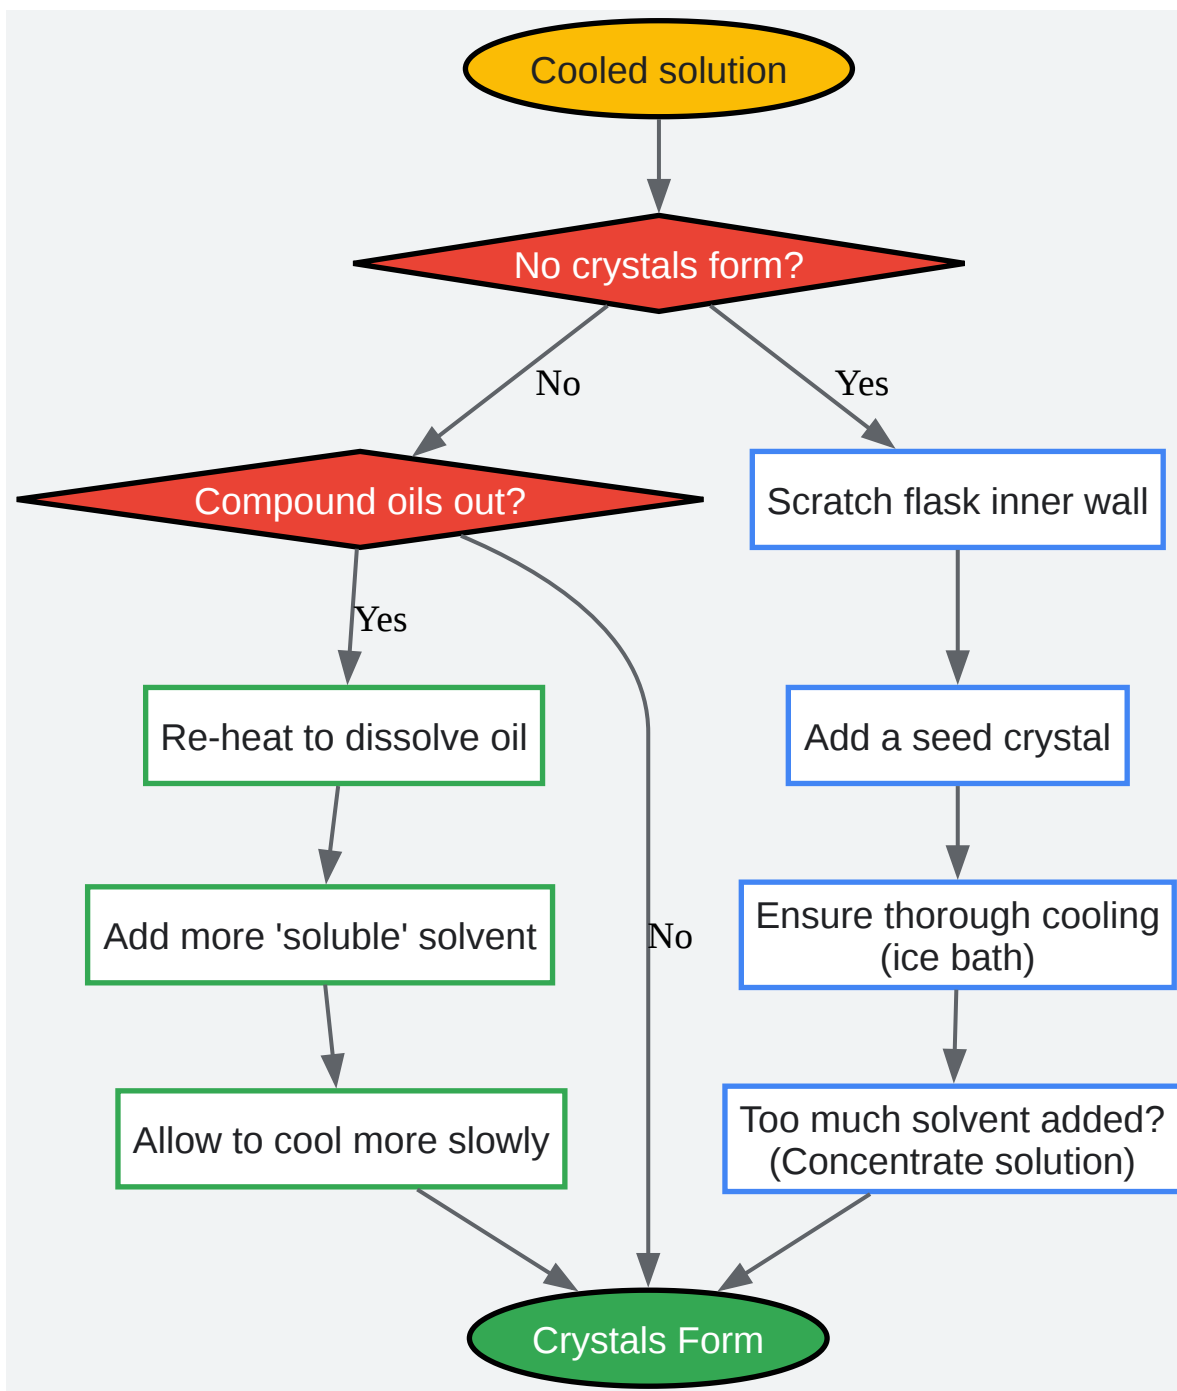 Cooled solution
No crystals form?
No
Yes
Compound oils out?
Scratch flask inner wall
Yes
Re-heat to dissolve oil
Add a seed crystal
Add more 'soluble' solvent
No
Ensure thorough cooling
(ice bath)
Allow to cool more slowly
Too much solvent added?
(Concentrate solution)
Crystals Form